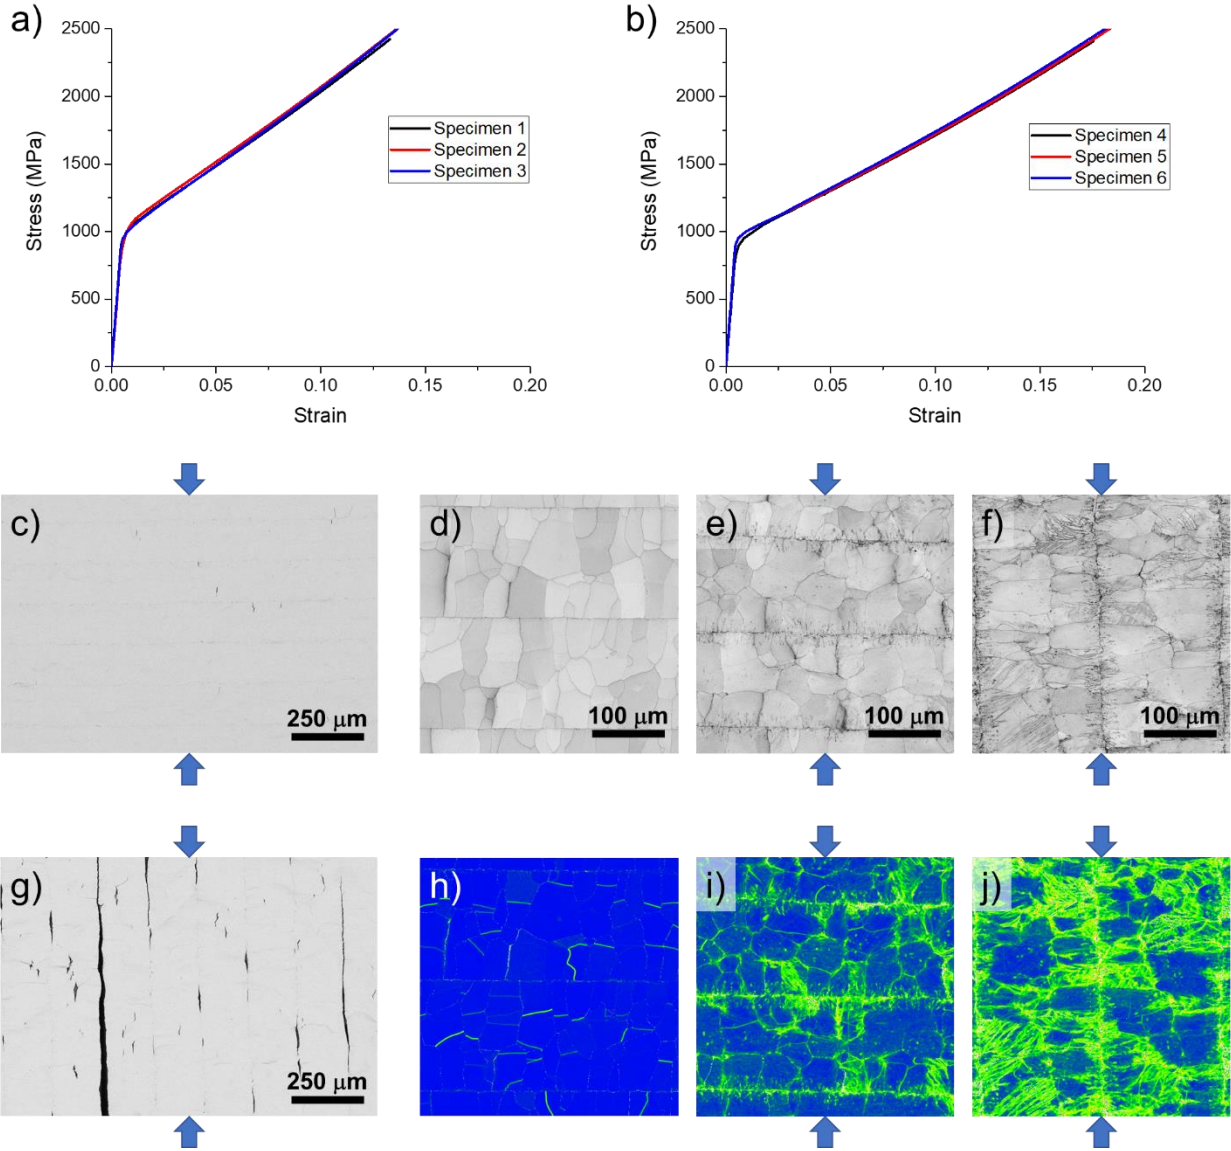 a)
2500
2000
1500
1000
500
0
Stress (MPa)
Specimen 1
Specimen 2
Specimen 3
0.00 0.05 0.10 0.15 0.20
Strain
b)
2500
2000
1500
1000
500
0
Stress (MPa)
Specimen 4
Specimen 5
Specimen 6
0.00 0.05 0.10 0.15 0.20
Strain
c)
250 μm
d)
100 μm
e)
100 μm
f)
100 μm
g)
250 μm
h)
i)
j)